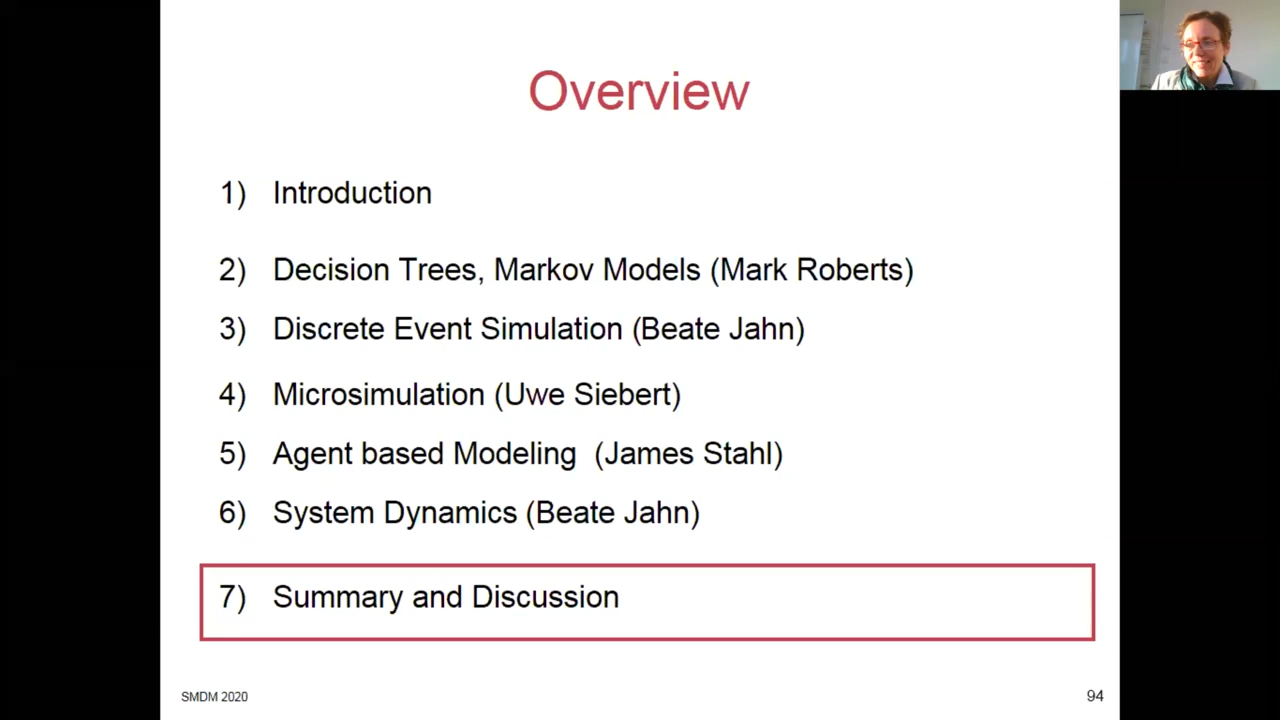 Overview
1) Introduction
2) Decision Trees, Markov Models (Mark Roberts)
3) Discrete Event Simulation (Beate Jahn)
4) Microsimulation (Uwe Siebert)
5) Agent based Modeling (James Stahl)
6) System Dynamics (Beate Jahn)
7) Summary and Discussion
SMDM 2020
94